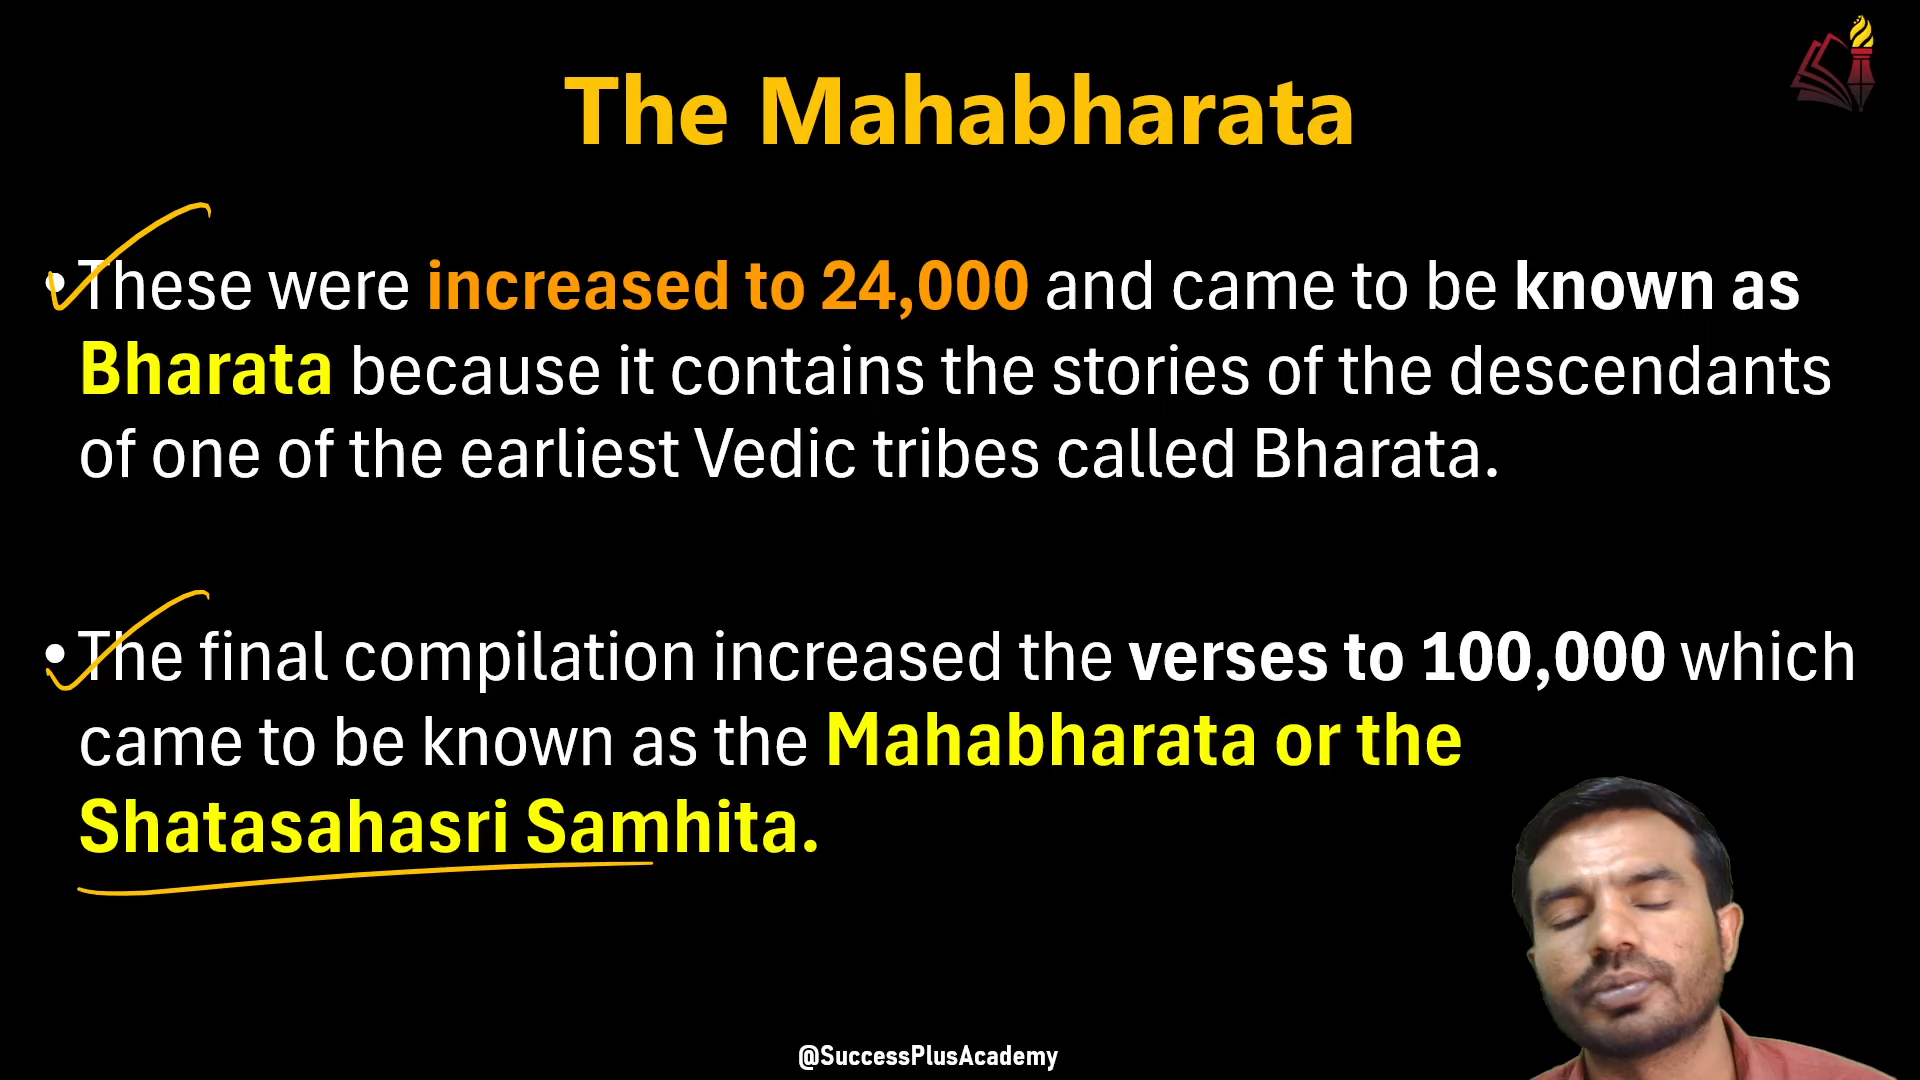 The Mahabharata
• These were increased to 24,000 and came to be known as
Bharata because it contains the stories of the descendants
of one of the earliest Vedic tribes called Bharata.
• The final compilation increased the verses to 100,000 which
came to be known as the Mahabharata or the
Shatasahasri Samhita.
@SuccessPlusAcademy